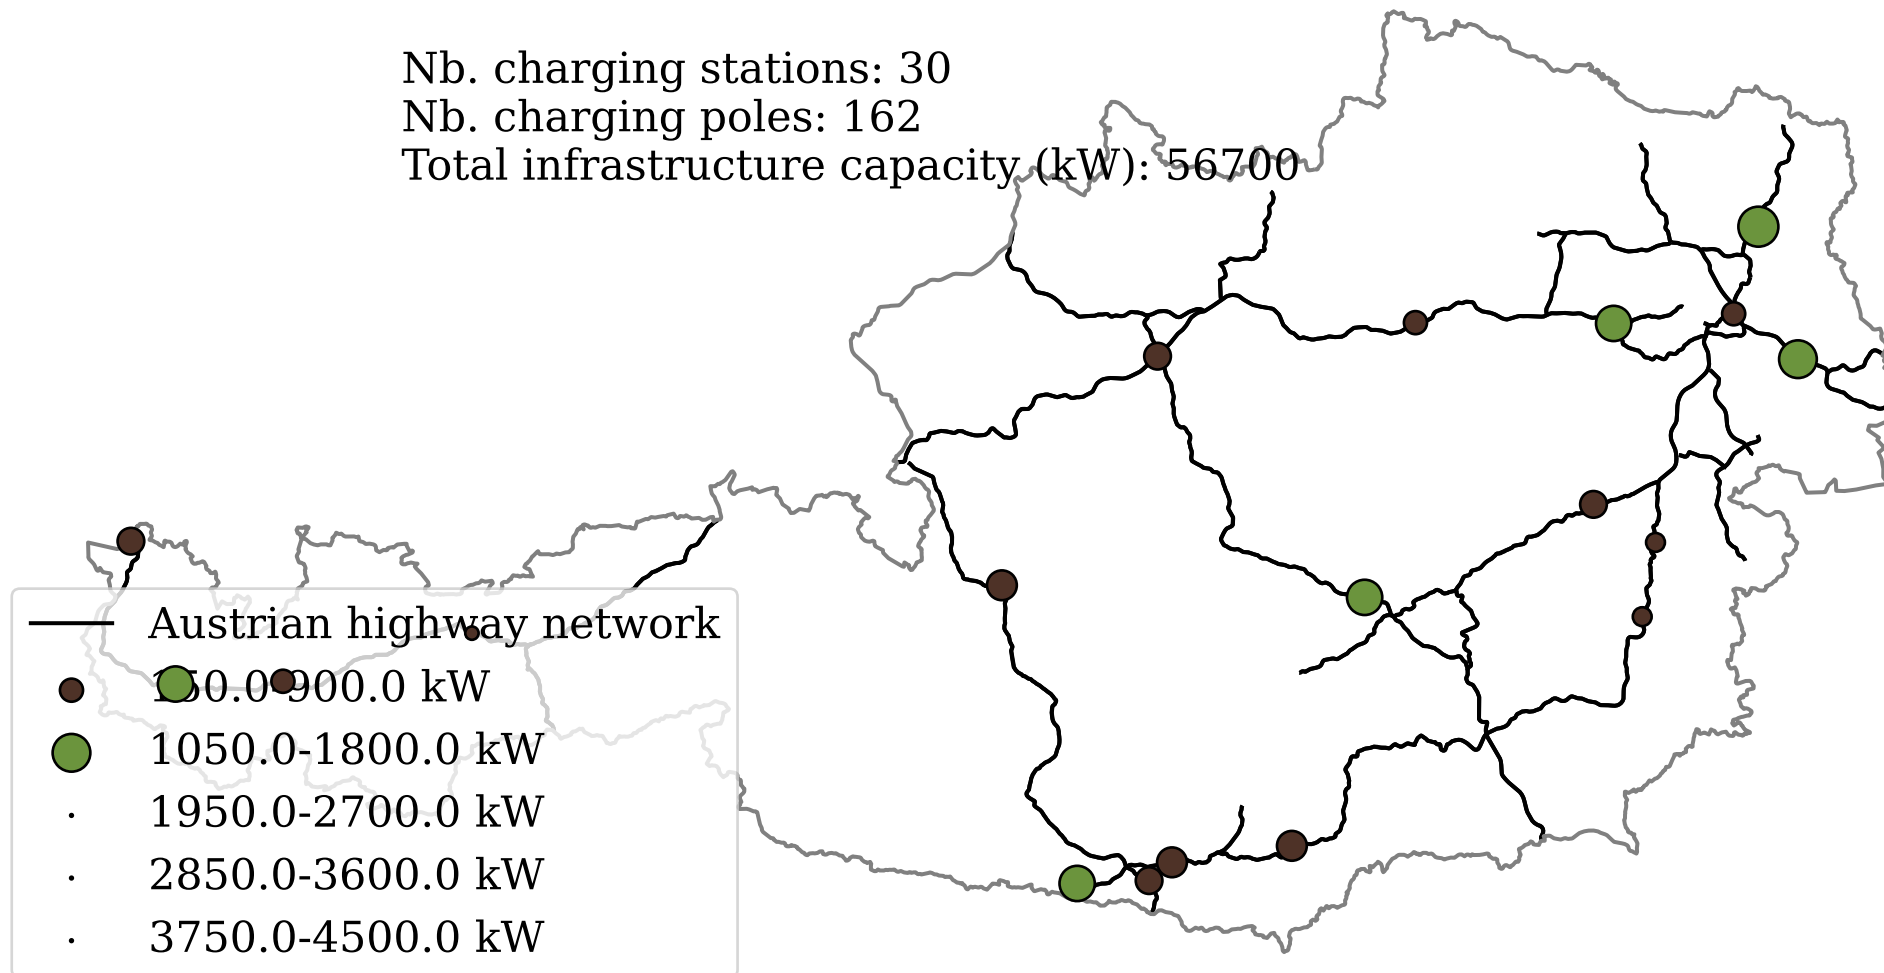 Nb. charging stations: 30
Nb. charging poles: 162
Total infrastructure capacity (kW): 56700
Austrian highway network
150.0-900.0 kW
1050.0-1800.0 kW
1950.0-2700.0 kW
2850.0-3600.0 kW
3750.0-4500.0 kW